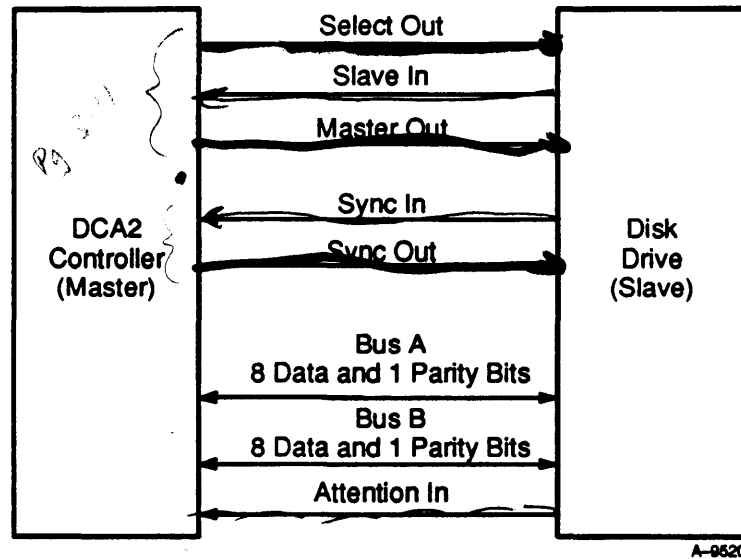 Select Out
Slave In
Master Out
Sync In
Sync Out
DCA2
Controller
(Master)
Disk
Drive
(Slave)
Bus A
8 Data and 1 Parity Bits
Bus B
8 Data and 1 Parity Bits
Attention In